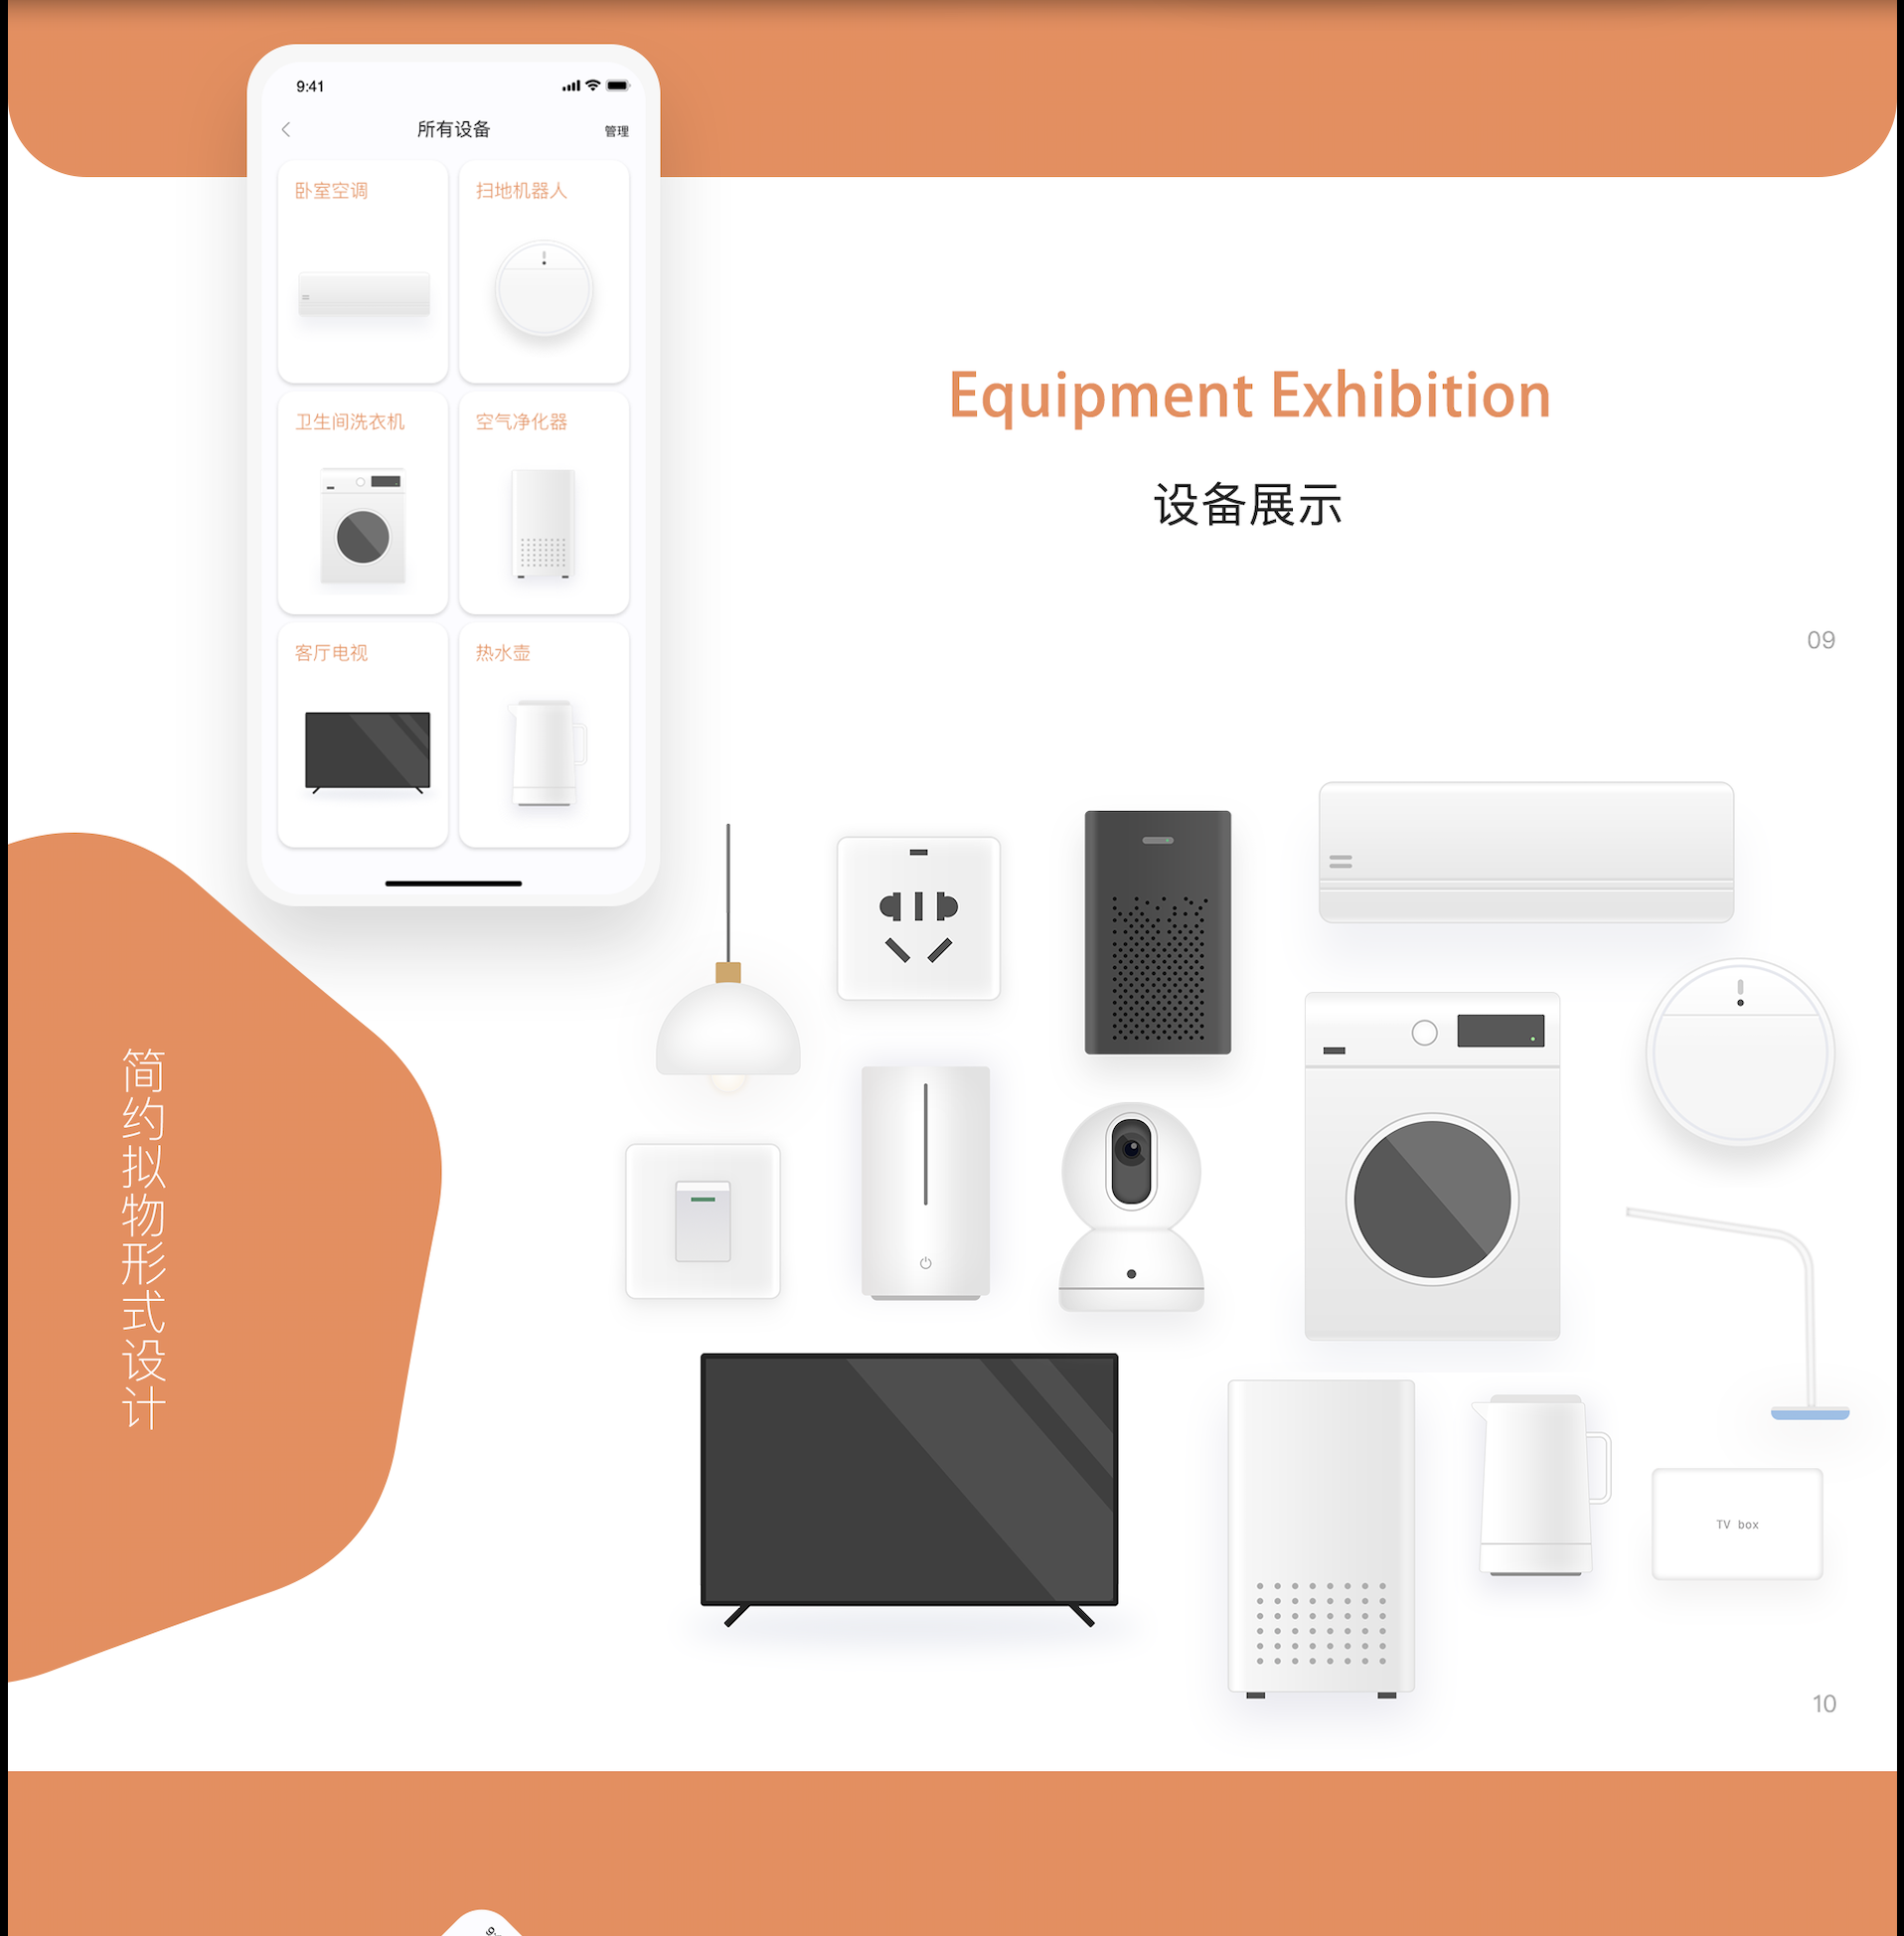 9:41
所有设备
管理
卧室空调
扫地机器人
卫生间洗衣机
空气净化器
客厅电视
热水壶
Equipment Exhibition
设备展示
09
简约拟物形式设计
TV box
10